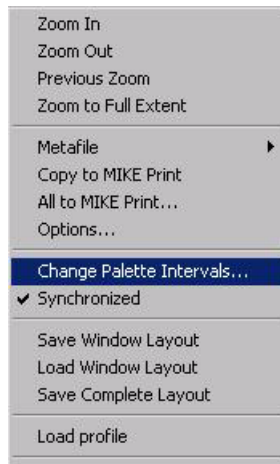 Zoom In
Zoom Out
Previous Zoom
Zoom to Full Extent
Metafile
Copy to MIKE Print
All to MIKE Print...
Options...
Change Palette Intervals...
Synchronized
Save Window Layout
Load Window Layout
Save Complete Layout
Load profile